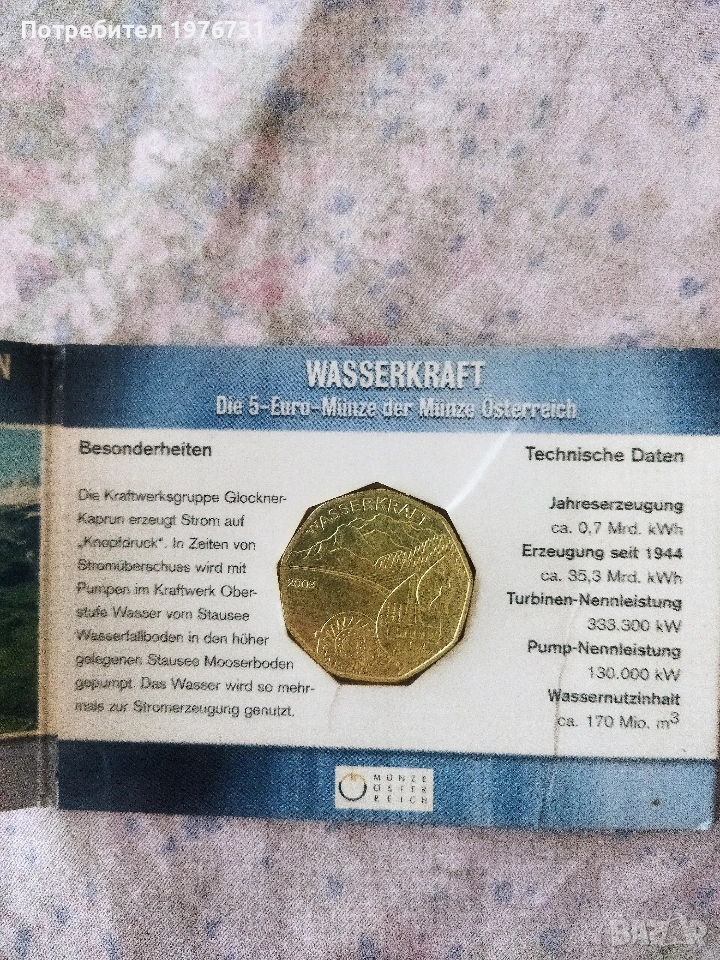 Потребител 1976731
N
WASSERKRAFT
Die 5-Euro-Münze der Münze Österreich
Besonderheiten
Die Kraftwerksgruppe Glockner-
Kaprun erzeugt Strom auf
„Knopfdruck“. In Zeiten von
Stromüberschuss wird mit
Pumpen im Kraftwerk Ober-
stufe Wasser vom Stausee
Wasserfallboden in den höher
gelegenen Stausee Mooserboden
gepumpt. Das Wasser wird so mehr-
mals zur Stromerzeugung genutzt.
WASSERKRAFT
2003
Technische Daten
Jahreserzeugung
ca. 0,7 Mrd. kWh
Erzeugung seit 1944
ca. 35,3 Mrd. kWh
Turbinen-Nennleistung
333.300 kW
Pump-Nennleistung
130.000 kW
Wassernutzinhalt
ca. 170 Mio. m³
MÜNZE
ÖSTER
REICH
BAZAR